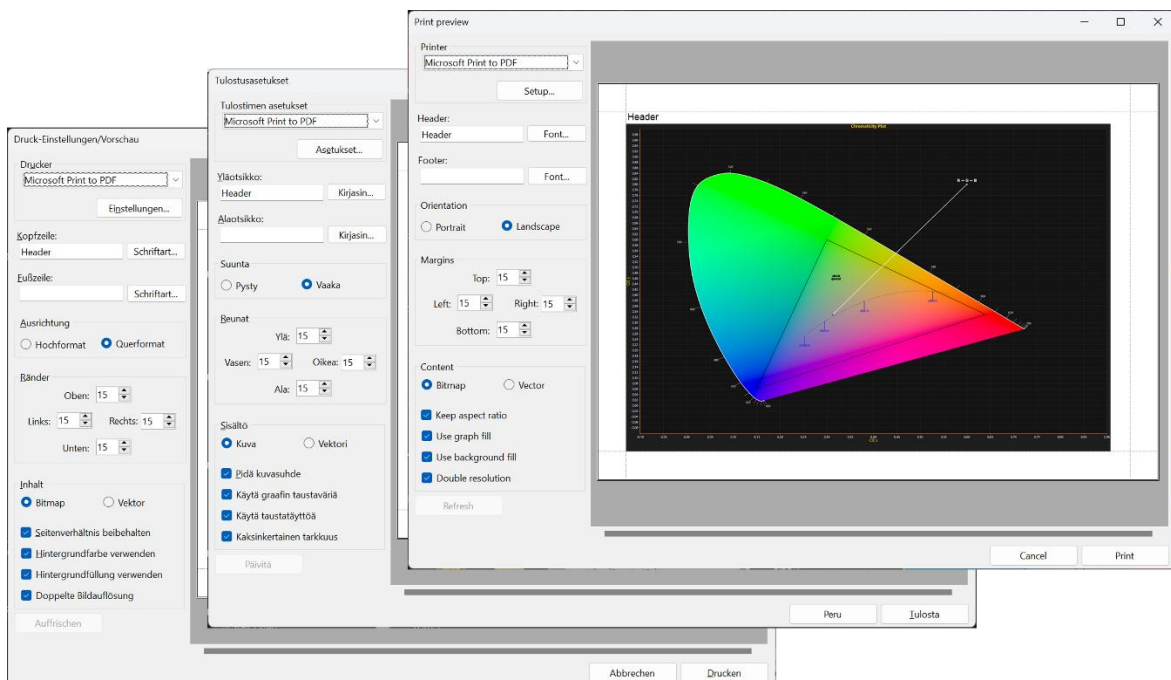 Druck-Einstellungen/Vorschau
Drucker
Microsoft Print to PDF
Einstellungen...
Kopfzeile:
Header
Schriftart...
Fußzeile:
Schriftart...
Ausrichtung
Hochformat
Querformat
Ränder
Oben: 15
Links: 15
Rechts: 15
Unten: 15
Inhalt
Bitmap
Vektor
Seitenverhältnis beibehalten
Hintergrundfarbe verwenden
Hintergrundfüllung verwenden
Doppelte Bildauflösung
Auffrischen
Abbrechen
Drucken
Tulostusasetukset
Tulostimen asetukset
Microsoft Print to PDF
Asetukset...
Yläotsikko:
Header
Kirjasin...
Alaotsikko:
Kirjasin...
Suunta
Pysty
Vaaka
Reunat
Ylä: 15
Vasen: 15
Oikea: 15
Ala: 15
Sisältö
Kuva
Vektori
Pidä kuvasuhde
Käytä graafin taustaväriä
Käytä taustatäyttöä
Kaksinkertainen tarkkuus
Päivitä
Peru
Tulosta
Print preview
Printer
Microsoft Print to PDF
Setup...
Header:
Header
Font...
Footer:
Font...
Orientation
Portrait
Landscape
Margins
Top: 15
Left: 15
Right: 15
Bottom: 15
Content
Bitmap
Vector
Keep aspect ratio
Use graph fill
Use background fill
Double resolution
Refresh
Header
Chromaticity Plot
R - G - B
Cancel
Print